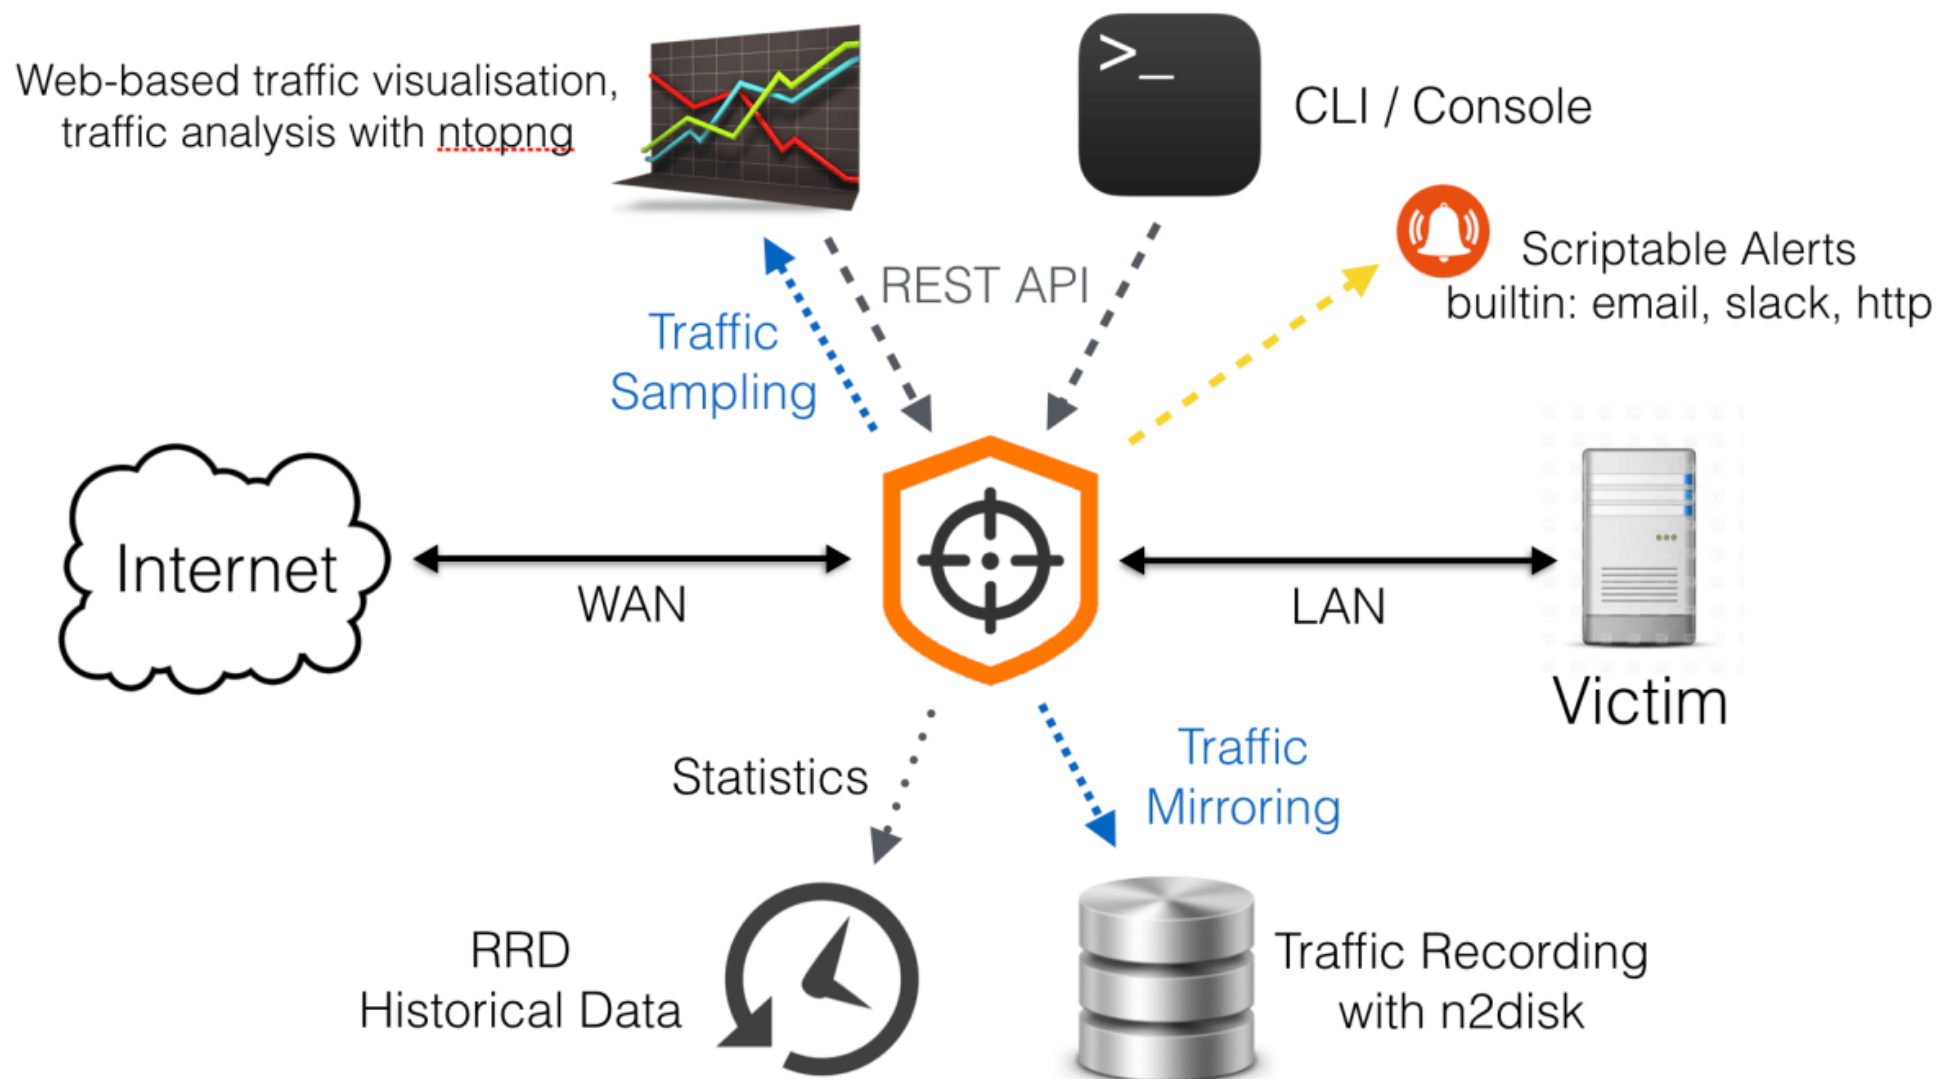 Web-based traffic visualisation,
traffic analysis with ntopng
>_
CLI / Console
Scriptable Alerts
builtin: email, slack, http
REST API
Traffic
Sampling
Internet
WAN
LAN
Victim
Statistics
Traffic
Mirroring
RRD
Historical Data
Traffic Recording
with n2disk